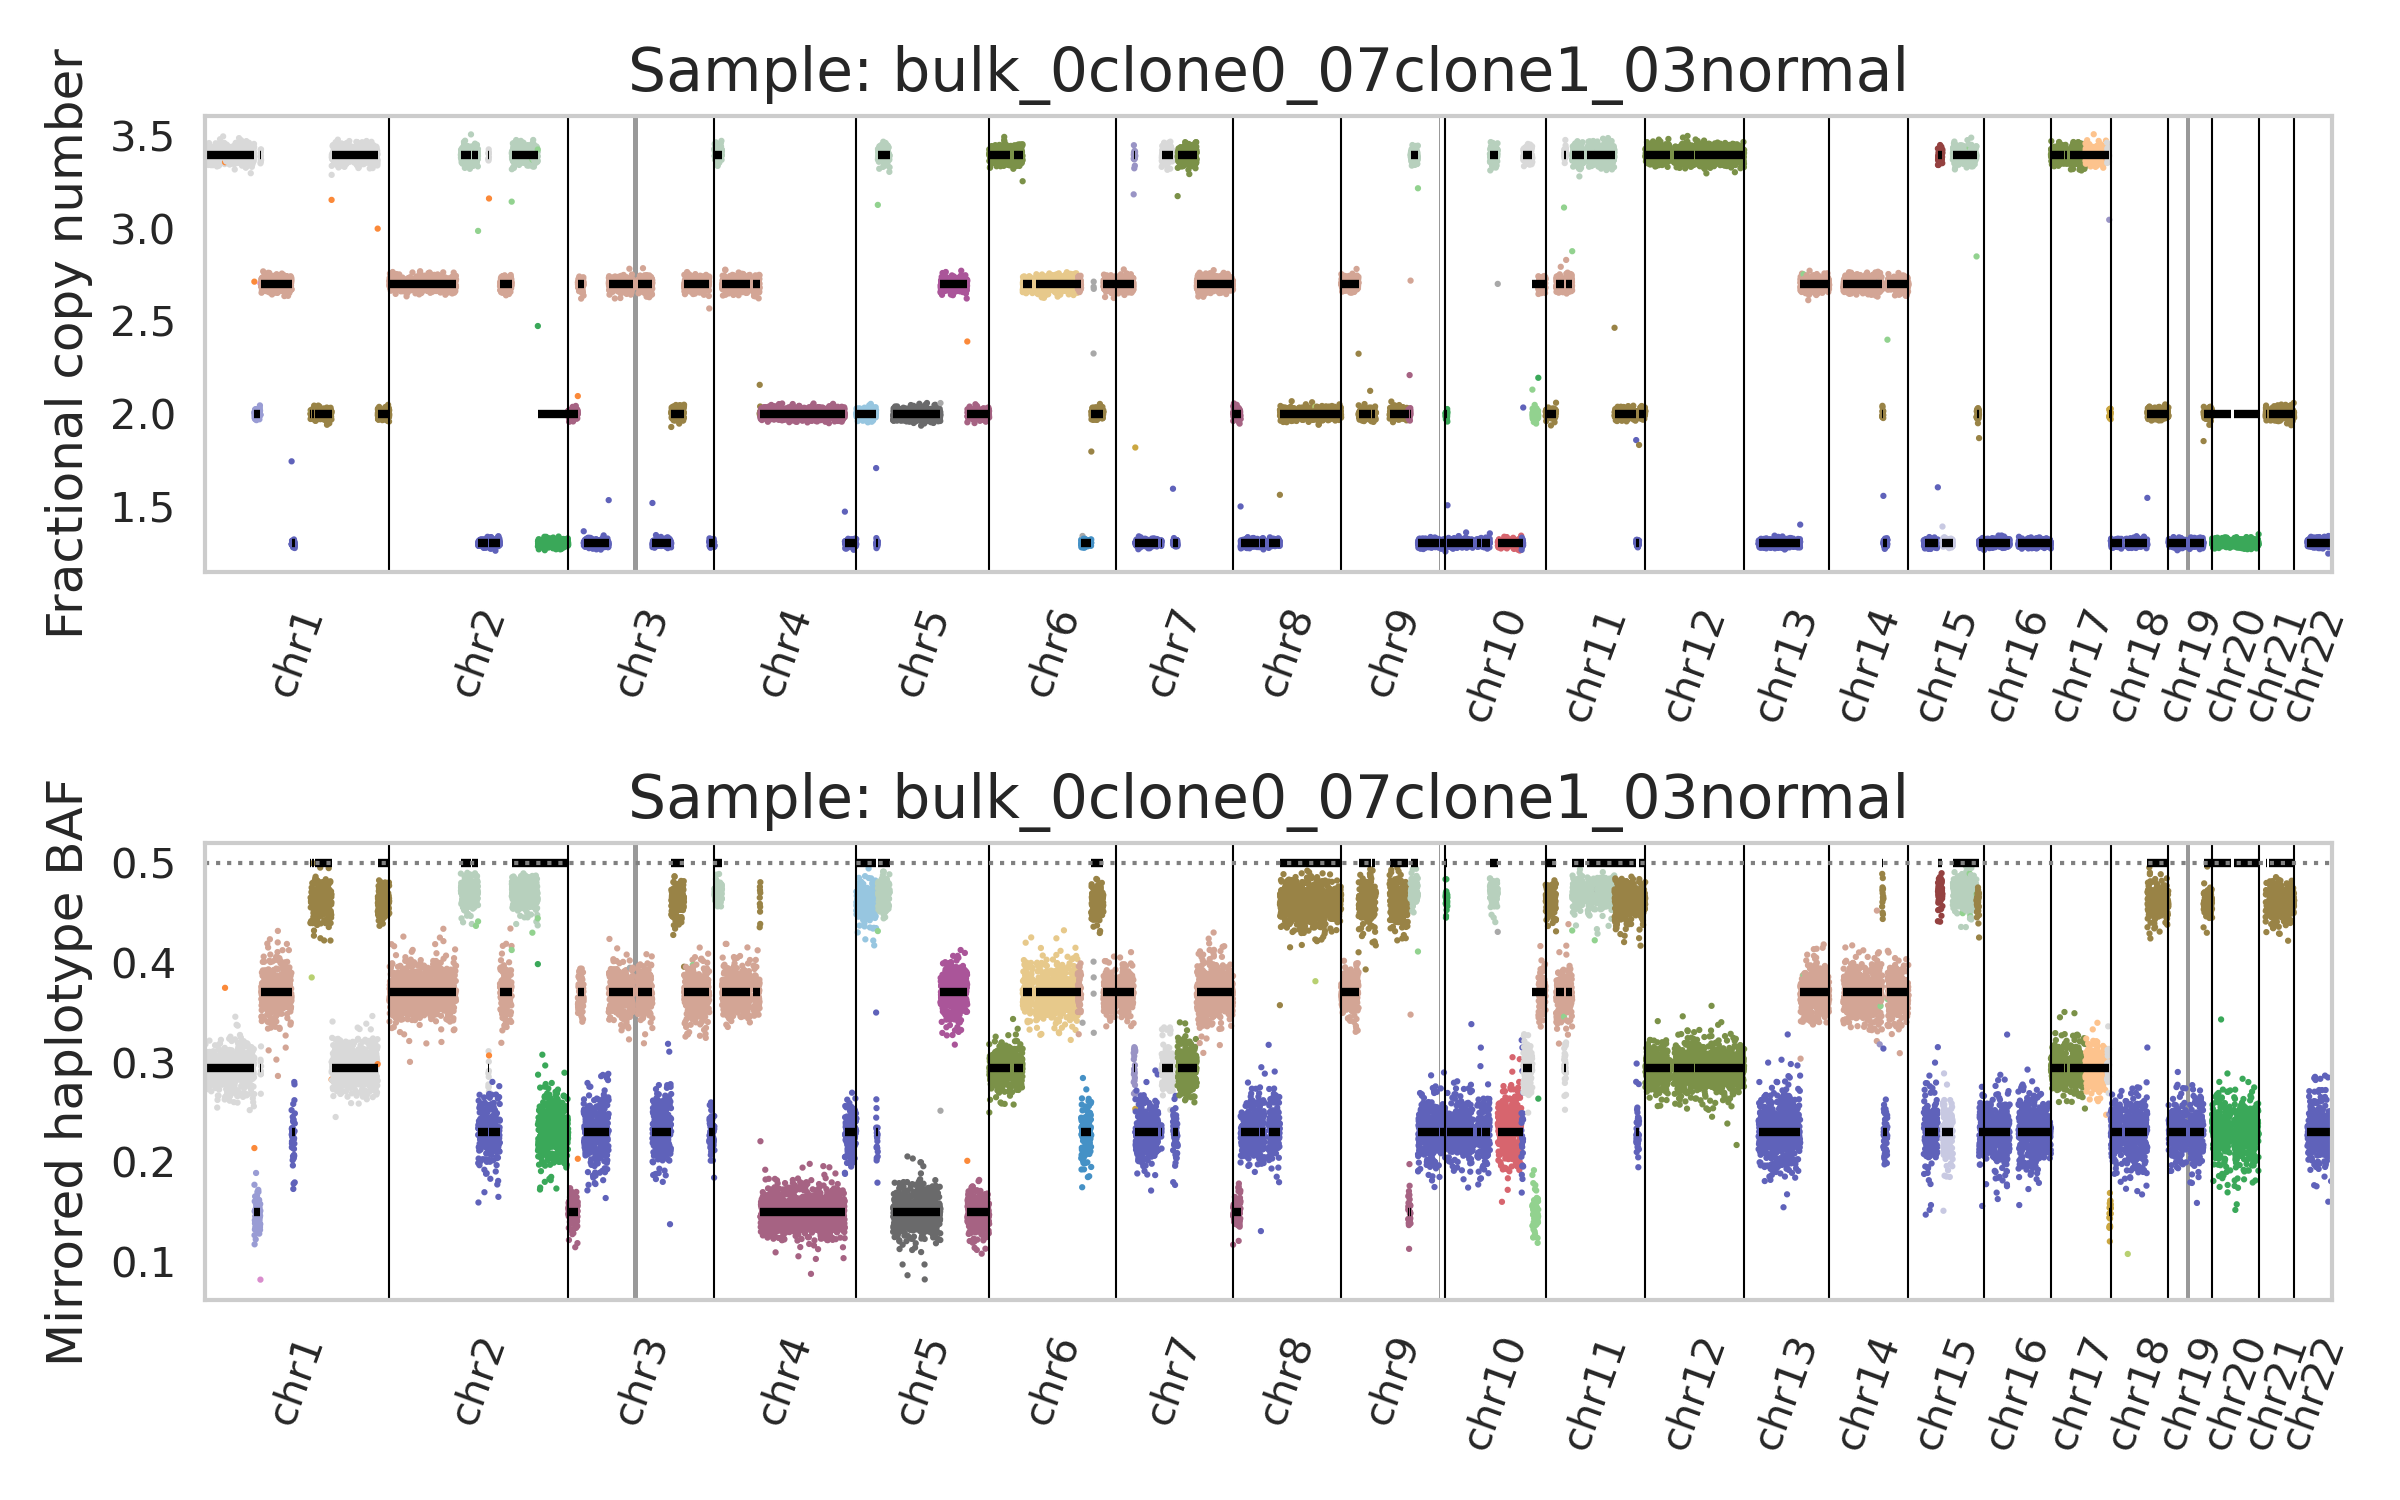 Sample: bulk_0clone0_07clone1_03normal
Fractional copy number
3.5
3.0
2.5
2.0
1.5
chr1
chr2
chr3
chr4
chr5
chr6
chr7
chr8
chr9
chr10
chr11
chr12
chr13
chr14
chr15
chr16
chr17
chr18
chr19
chr20
chr21
chr22
Sample: bulk_0clone0_07clone1_03normal
Mirrored haplotype BAF
0.5
0.4
0.3
0.2
0.1
chr1
chr2
chr3
chr4
chr5
chr6
chr7
chr8
chr9
chr10
chr11
chr12
chr13
chr14
chr15
chr16
chr17
chr18
chr19
chr20
chr21
chr22